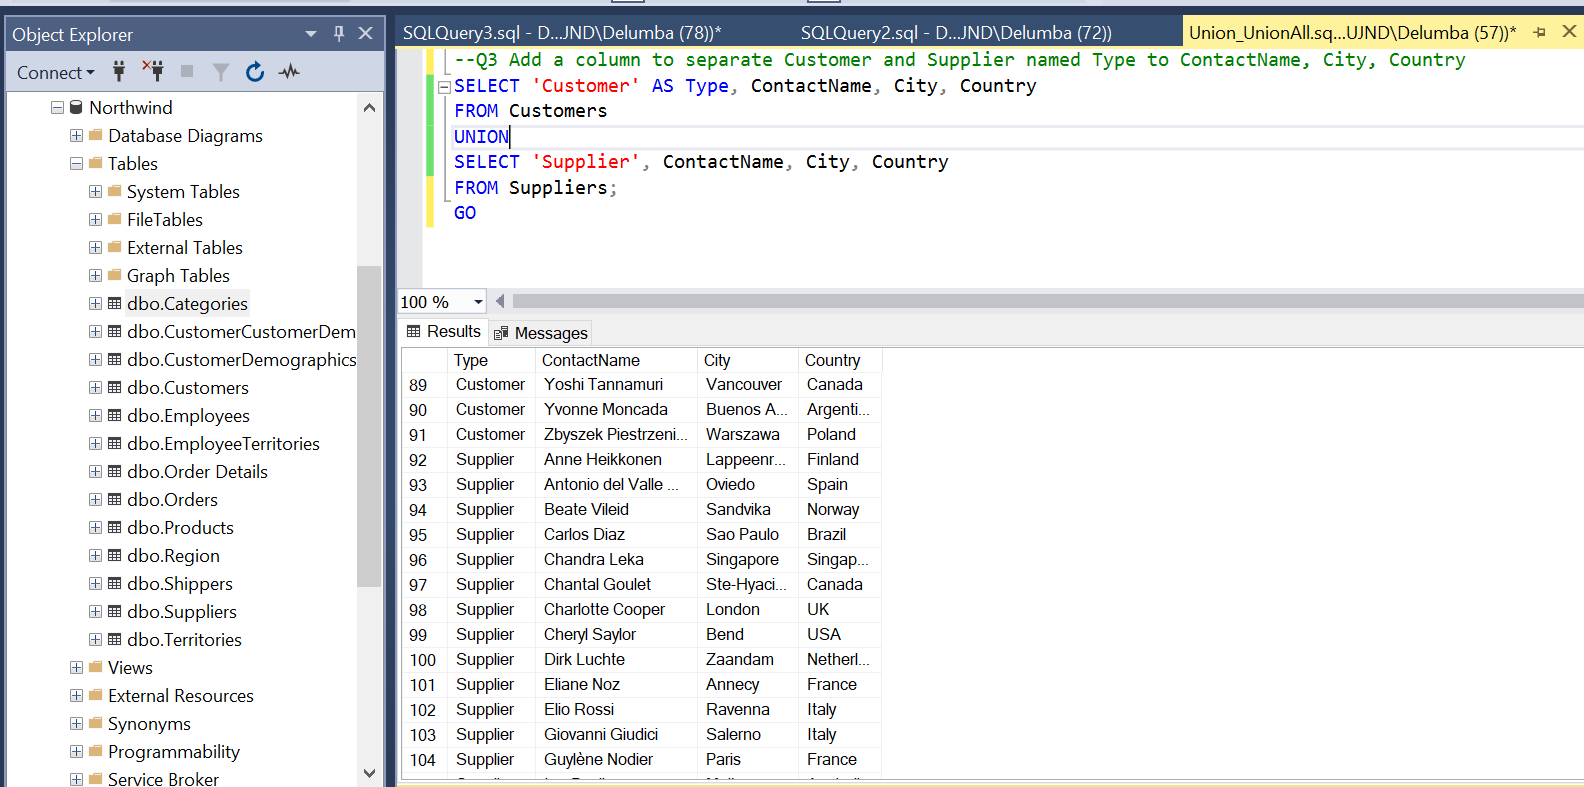 Object Explorer
Connect
Northwind
Database Diagrams
Tables
System Tables
FileTables
External Tables
Graph Tables
dbo.Categories
dbo.CustomerCustomerDem
dbo.CustomerDemographics
dbo.Customers
dbo.Employees
dbo.EmployeeTerritories
dbo.Order Details
dbo.Orders
dbo.Products
dbo.Region
dbo.Shippers
dbo.Suppliers
dbo.Territories
Views
External Resources
Synonyms
Programmability
Service Broker
SQLQuery3.sql - D...JND\Delumba (78))* SQLQuery2.sql - D...JND\Delumba (72)) Union_UnionAll.sq...UJND\Delumba (57))*
--Q3 Add a column to separate Customer and Supplier named Type to ContactName, City, Country
SELECT 'Customer' AS Type, ContactName, City, Country
FROM Customers
UNION
SELECT 'Supplier', ContactName, City, Country
FROM Suppliers;
GO
100 %
Results Messages
Type ContactName City Country
89 Customer Yoshi Tannamuri Vancouver Canada
90 Customer Yvonne Moncada Buenos A... Argenti...
91 Customer Zbyszek Piestrzeni... Warszawa Poland
92 Supplier Anne Heikkonen Lappeenr... Finland
93 Supplier Antonio del Valle ... Oviedo Spain
94 Supplier Beate Vileid Sandvika Norway
95 Supplier Carlos Diaz Sao Paulo Brazil
96 Supplier Chandra Leka Singapore Singap...
97 Supplier Chantal Goulet Ste-Hyaci... Canada
98 Supplier Charlotte Cooper London UK
99 Supplier Cheryl Saylor Bend USA
100 Supplier Dirk Luchte Zaandam Netherl...
101 Supplier Eliane Noz Annecy France
102 Supplier Elio Rossi Ravenna Italy
103 Supplier Giovanni Giudici Salerno Italy
104 Supplier Guylène Nodier Paris France